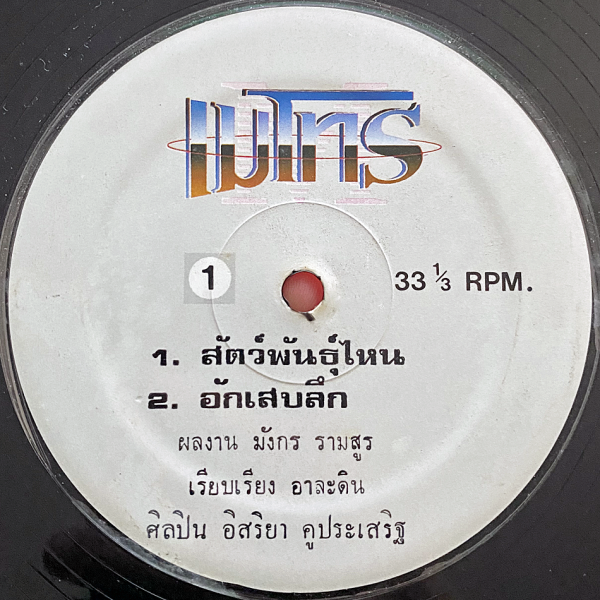 เมโทร
1
33 1/3 RPM.
1. สัตว์พันธุ์ไหน
2. อักเสบลึก
ผลงาน มังกร รามสูร
เรียบเรียง อาละดิน
ศิลปิน อิสริยา คูประเสริฐ